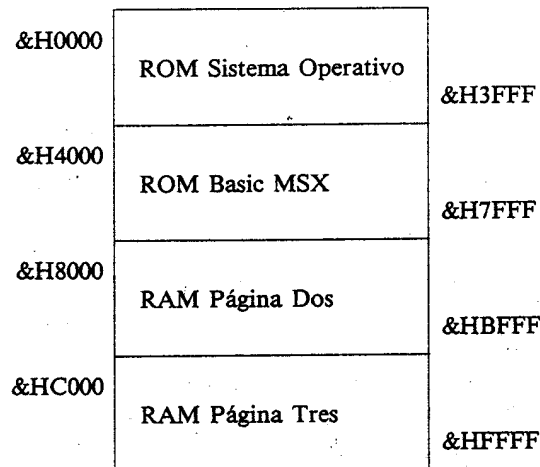 &H0000
ROM Sistema Operativo
&H3FFF
&H4000
ROM Basic MSX
&H7FFF
&H8000
RAM Página Dos
&HBFFF
&HC000
RAM Página Tres
&HFFFF